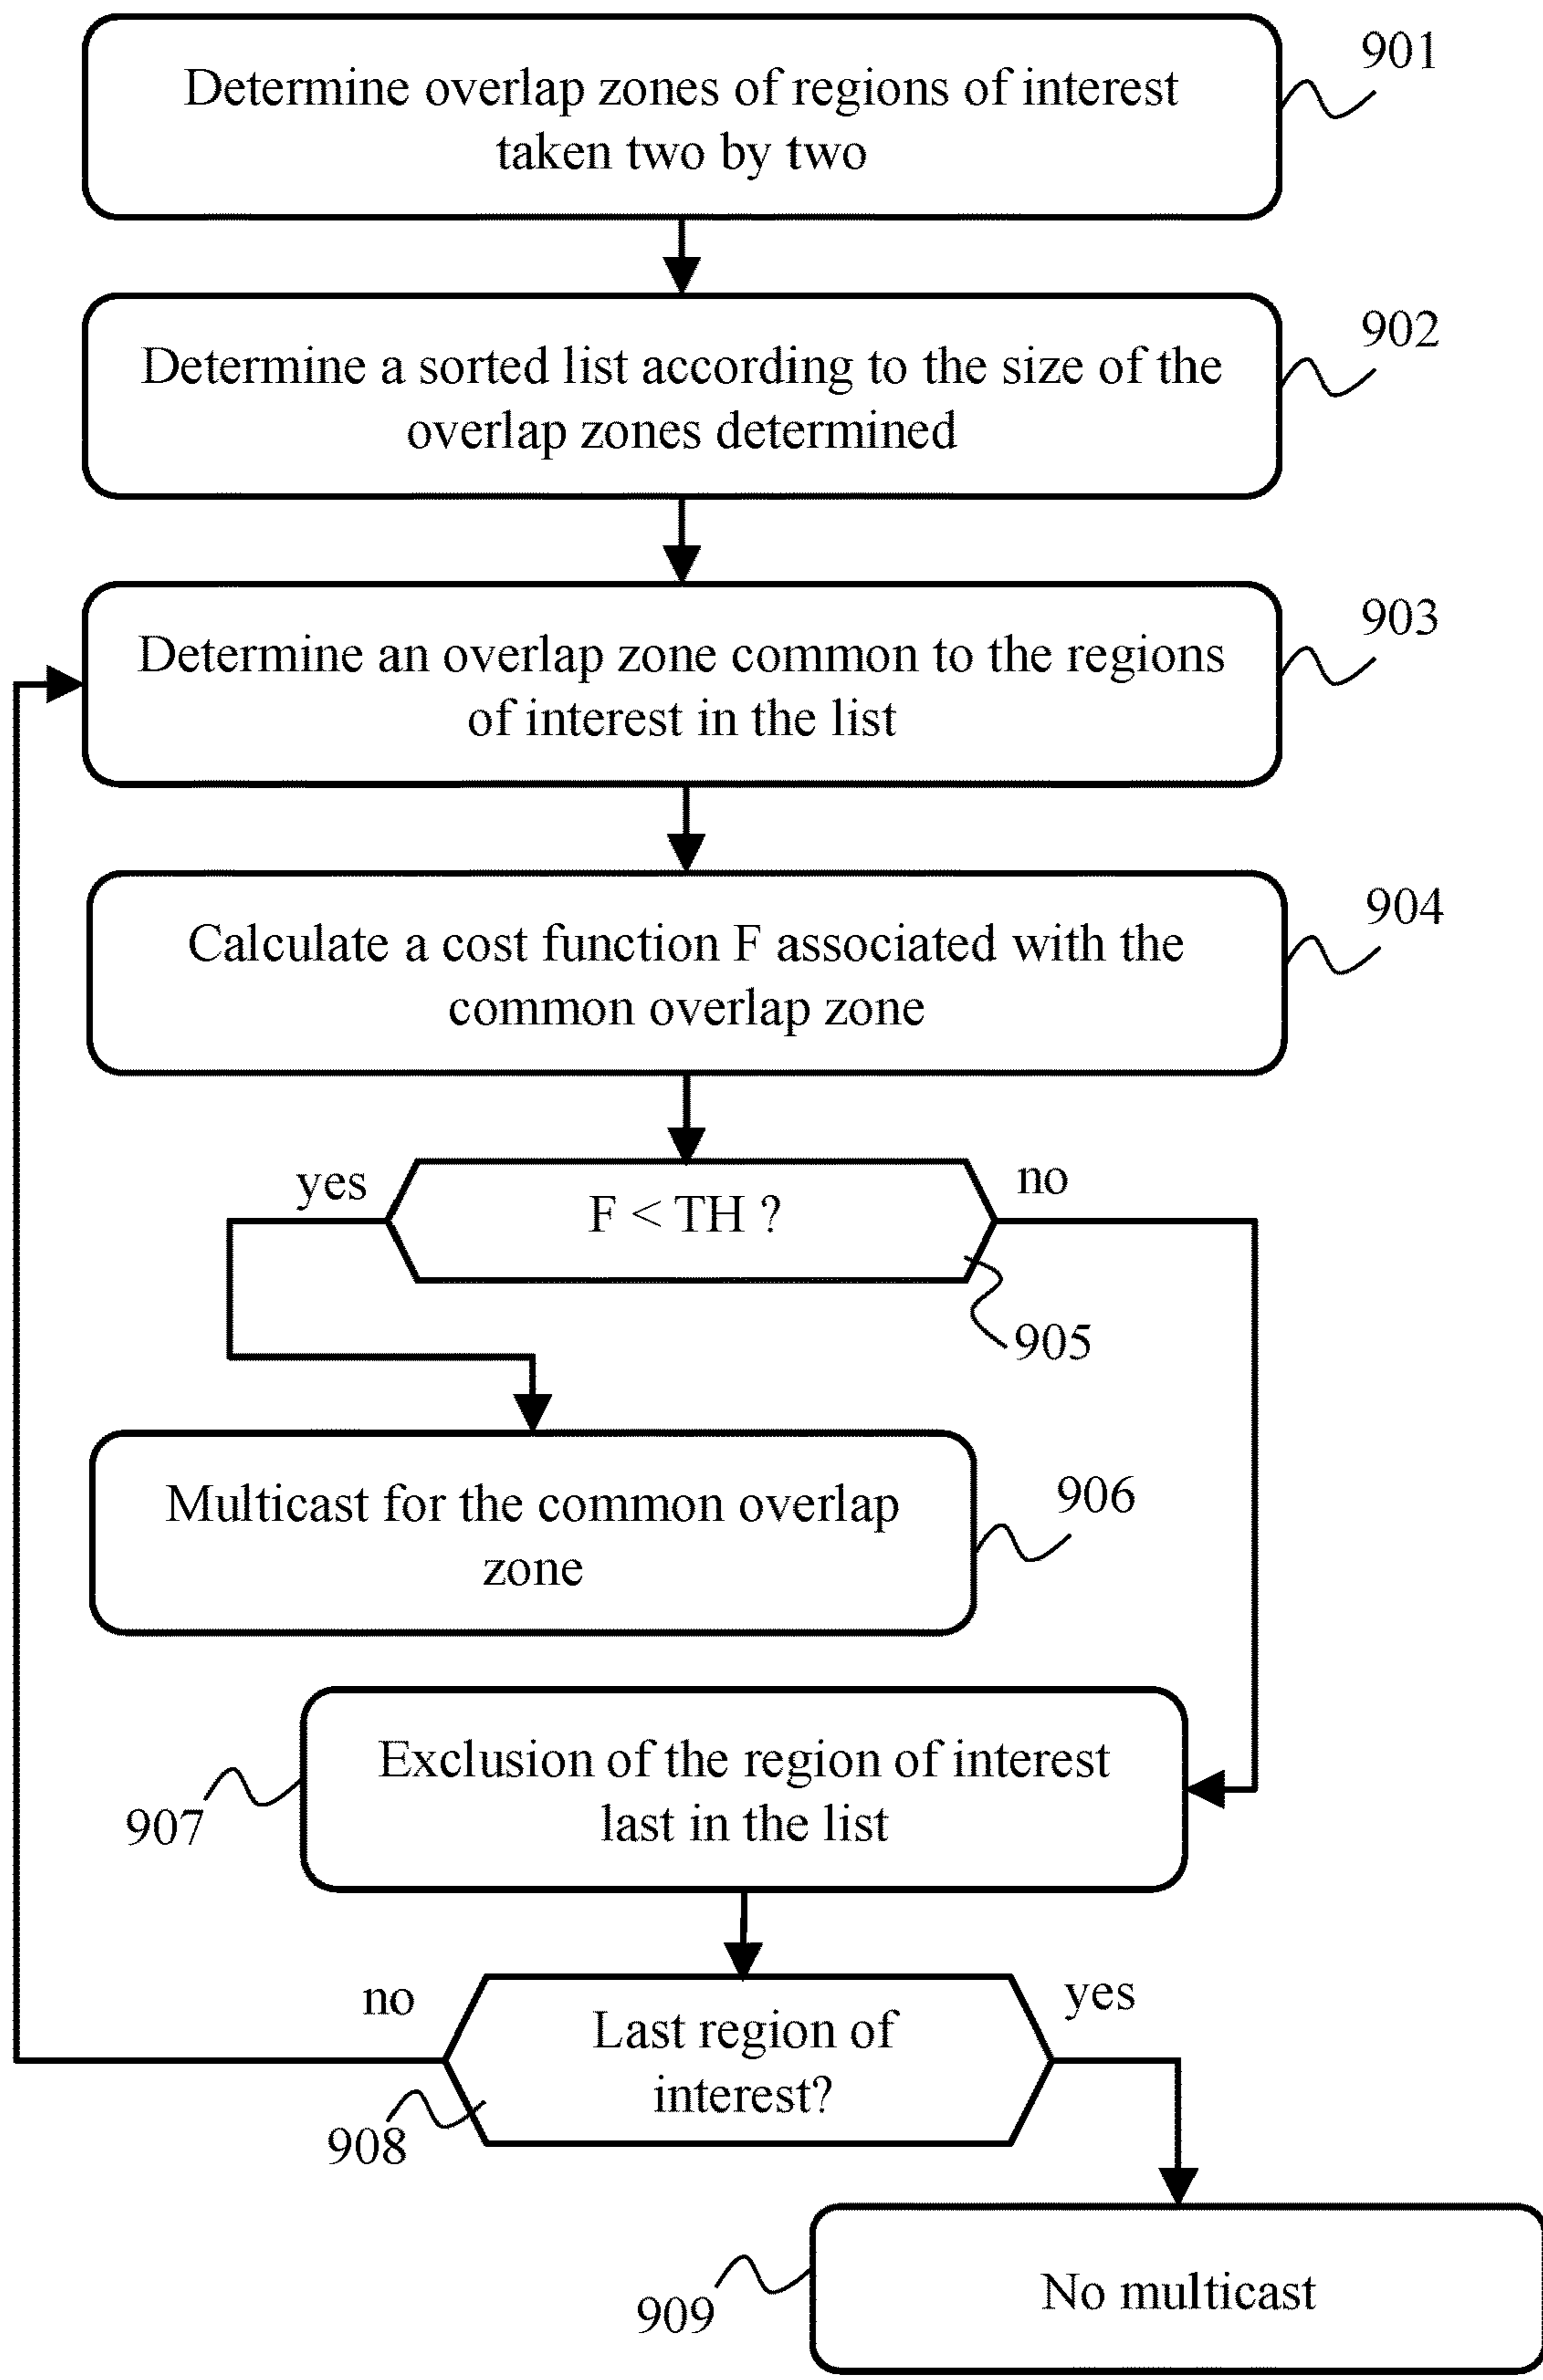 901
Determine overlap zones of regions of interest
taken two by two
902
Determine a sorted list according to the size of the
overlap zones determined
903
Determine an overlap zone common to the regions
of interest in the list
904
Calculate a cost function F associated with the
common overlap zone
yes
no
F < TH ?
905
Multicast for the common overlap
zone
906
Exclusion of the region of interest
last in the list
907
no
yes
Last region of
interest?
908
No multicast
909